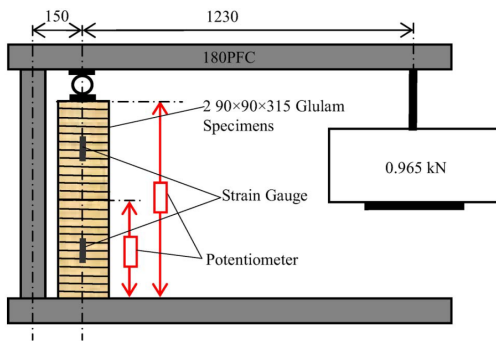 150
1230
180PFC
2 90×90×315 Glulam
Specimens
0.965 kN
Strain Gauge
Potentiometer